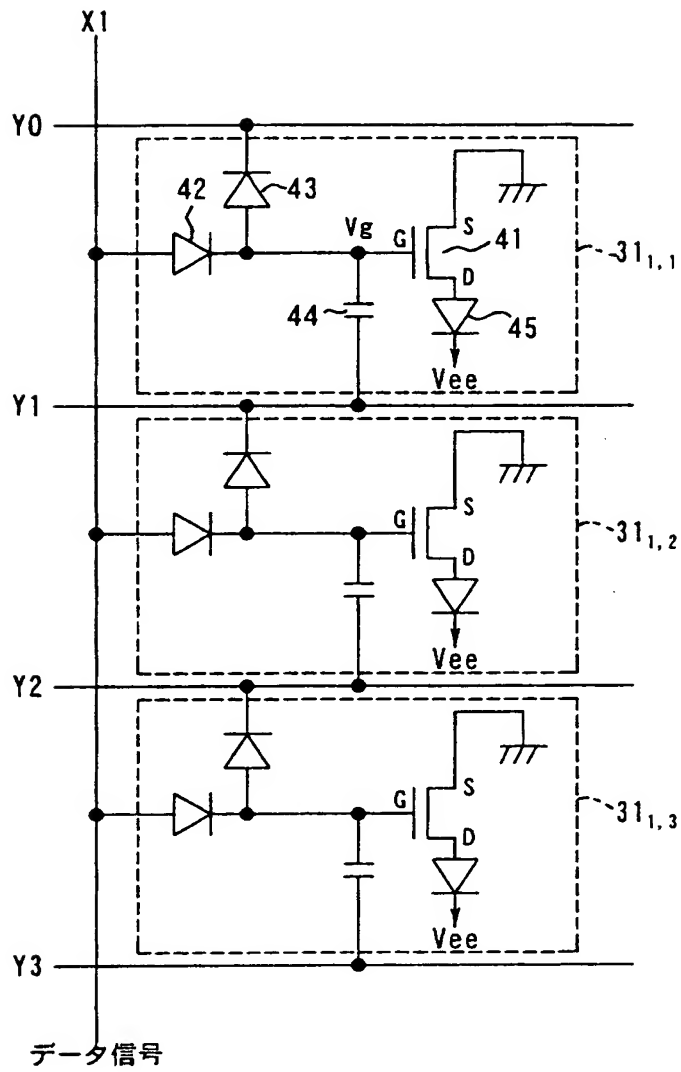 X1
Y0
42
43
Vg
G
S
41
D
31₁,₁
44
45
Vee
Y1
G
S
31₁,₂
D
Vee
Y2
G
S
31₁,₃
D
Vee
Y3
データ信号